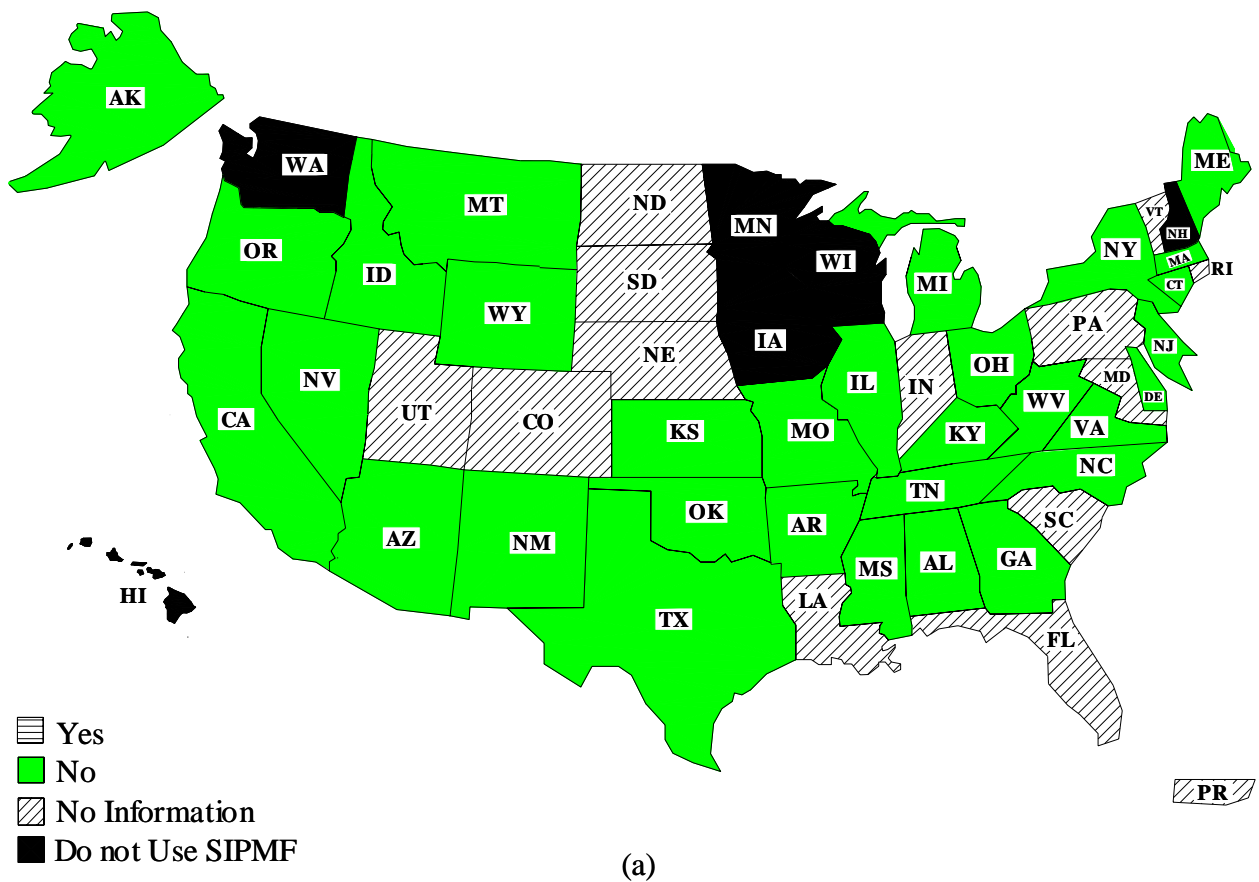 AK
WA
ME
MT
ND
VT
MN
NH
OR
NY
WI
MA
ID
RI
SD
MI
CT
WY
PA
IA
NE
NJ
OH
NV
MD
IL
IN
UT
DE
WV
CA
CO
KS
MO
KY
VA
NC
TN
OK
SC
AR
AZ
NM
GA
AL
MS
HI
LA
TX
FL
Yes
No
PR
No Information
Do not Use SIPMF
(a)